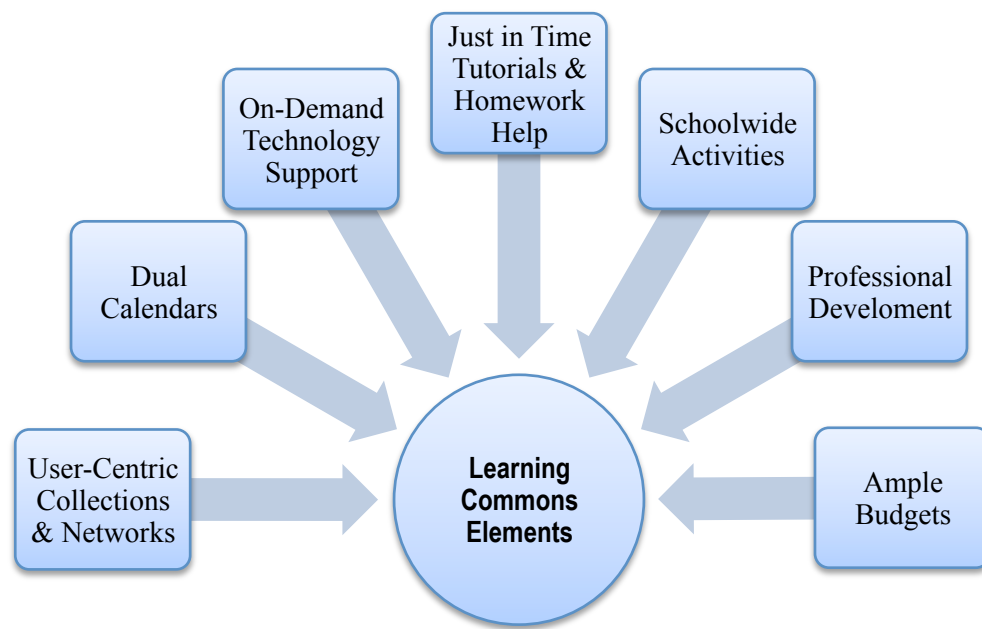 Just in Time
Tutorials &
Homework
Help
On-Demand
Technology
Support
Schoolwide
Activities
Dual
Calendars
Professional
Develoment
User-Centric
Collections
& Networks
Learning
Commons
Elements
Ample
Budgets